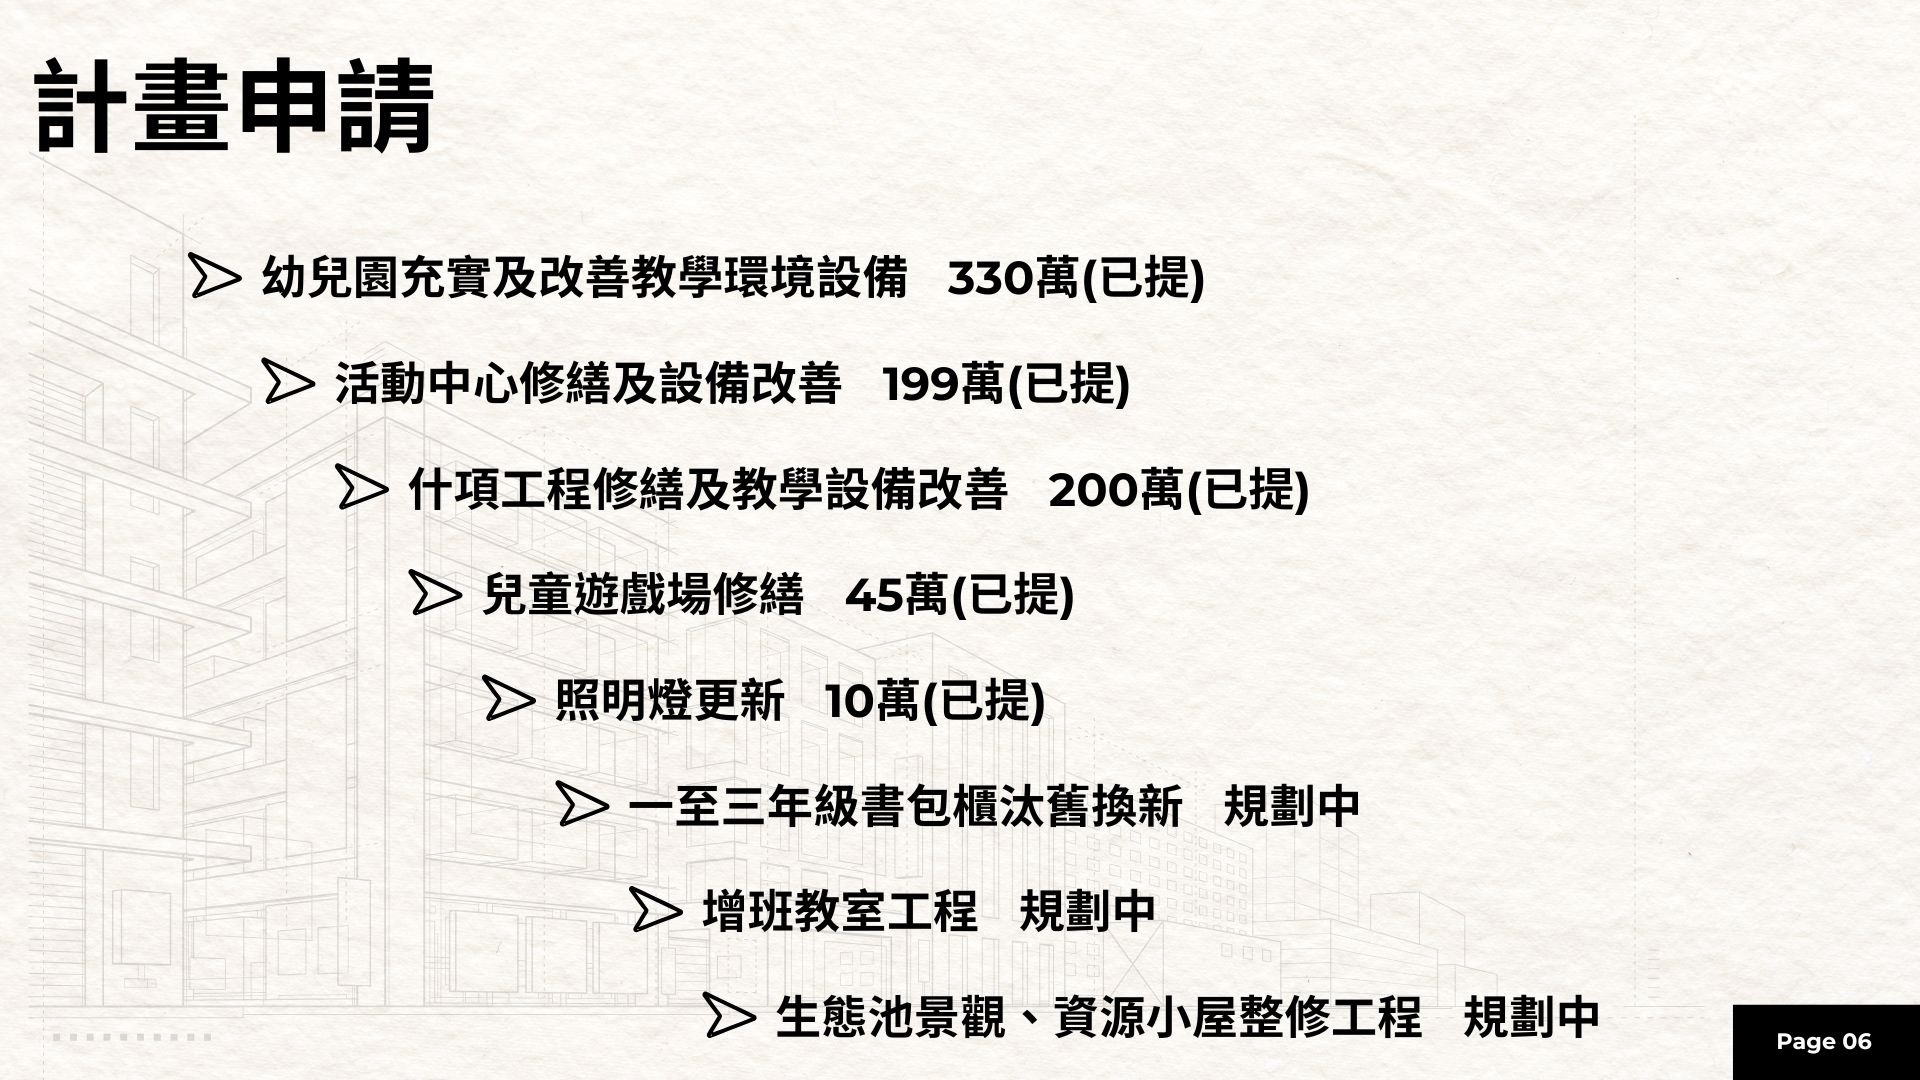 計畫申請
幼兒園充實及改善教學環境設備 330萬(已提)
活動中心修繕及設備改善 199萬(已提)
什項工程修繕及教學設備改善 200萬(已提)
兒童遊戲場修繕 45萬(已提)
照明燈更新 10萬(已提)
一至三年級書包櫃汰舊換新 規劃中
增班教室工程 規劃中
生態池景觀、資源小屋整修工程 規劃中
Page 06